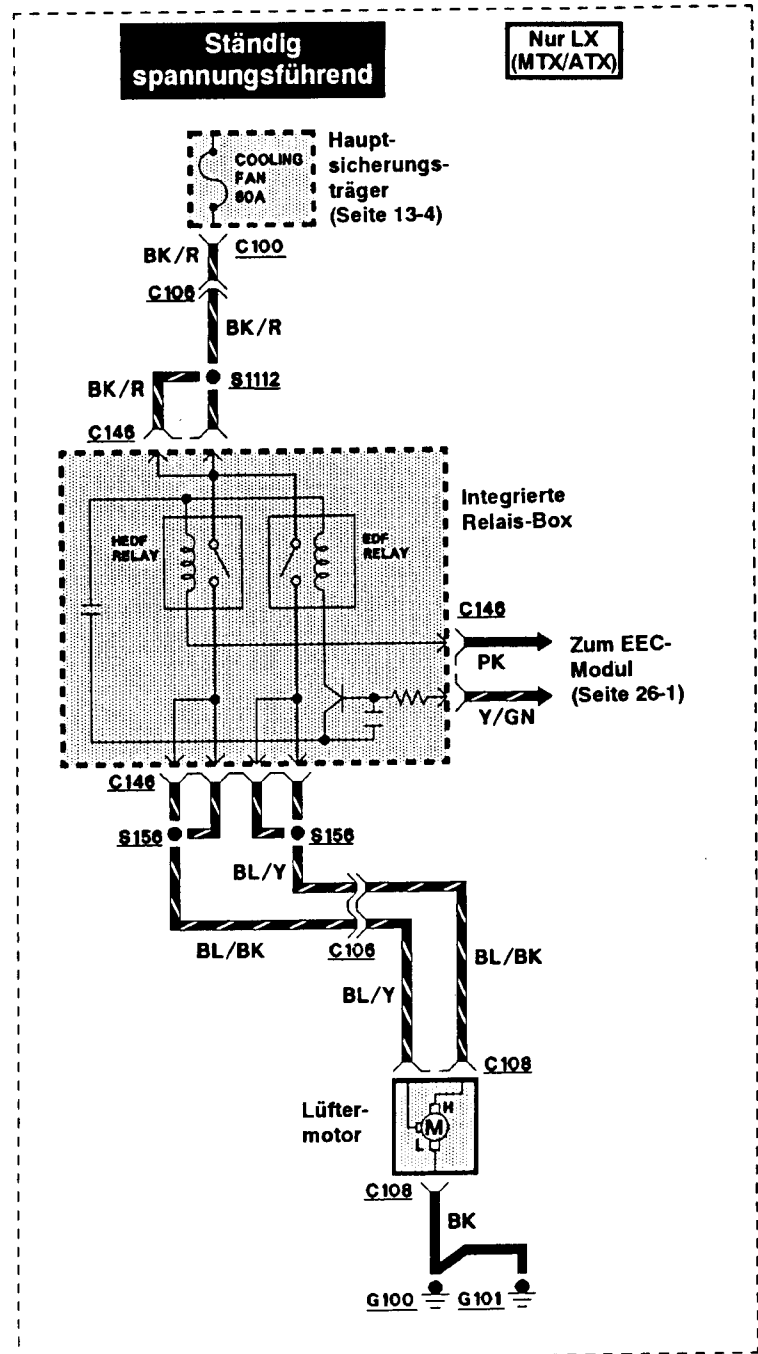 Ständig
spannungsführend
Nur LX
(MTX/ATX)
COOLING
FAN
60A
Haupt-
sicherungs-
träger
(Seite 13-4)
BK/R
C100
C106
BK/R
BK/R
S1112
C146
Integrierte
Relais-Box
HEDF
RELAY
EDF
RELAY
C146
PK
Zum EEC-
Modul
(Seite 26-1)
Y/GN
C146
S156
S156
BL/Y
BL/BK
C106
BL/BK
BL/Y
C108
Lüfter-
motor
H
M
L
C108
BK
G100
G101